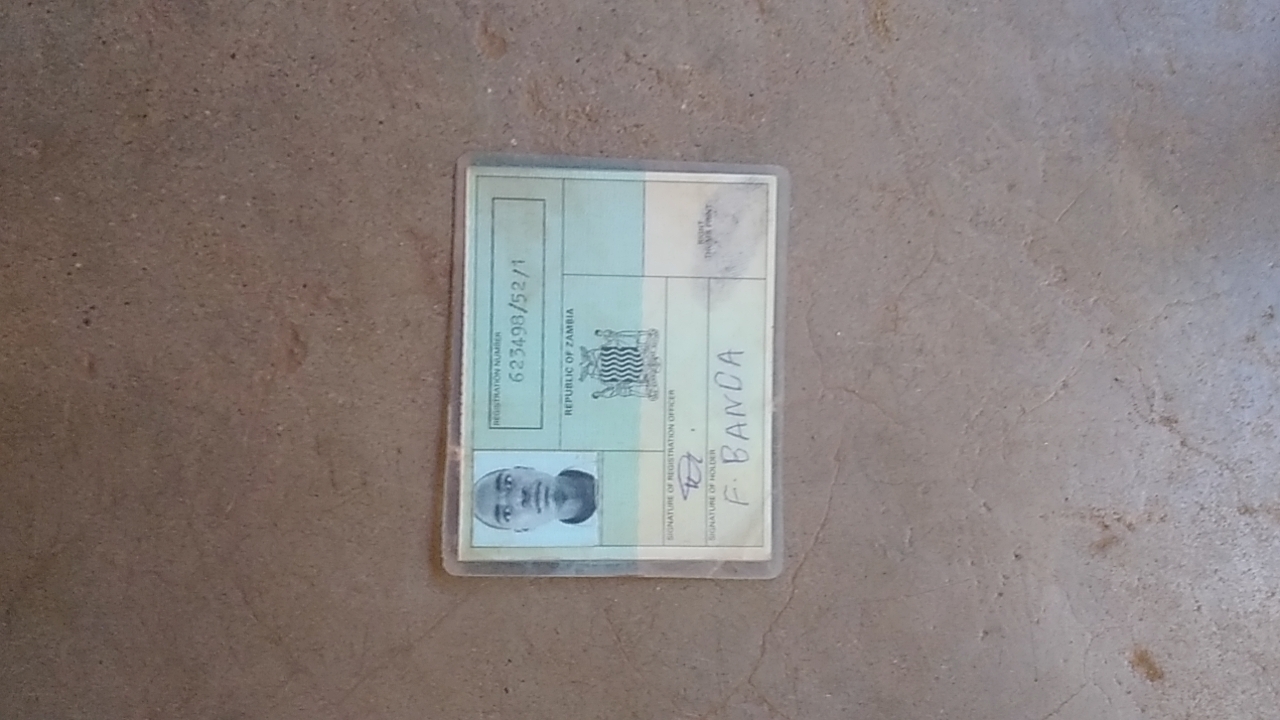 REGISTRATION NUMBER
623498/52/1
REPUBLIC OF ZAMBIA
SIGNATURE OF REGISTRATION OFFICER
SIGNATURE OF HOLDER
F. BANDA
RIGHT
THUMB PRINT